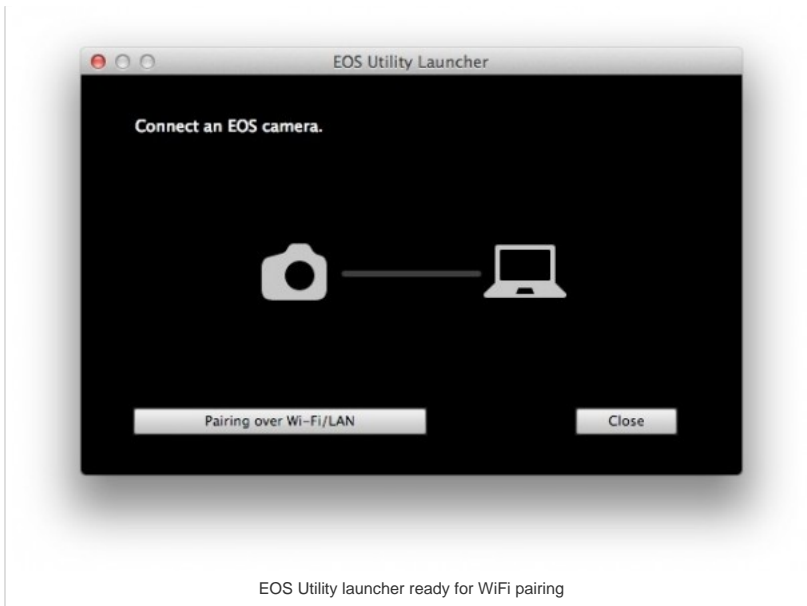 EOS Utility Launcher
Connect an EOS camera.
Pairing over Wi-Fi/LAN
Close
EOS Utility launcher ready for WiFi pairing